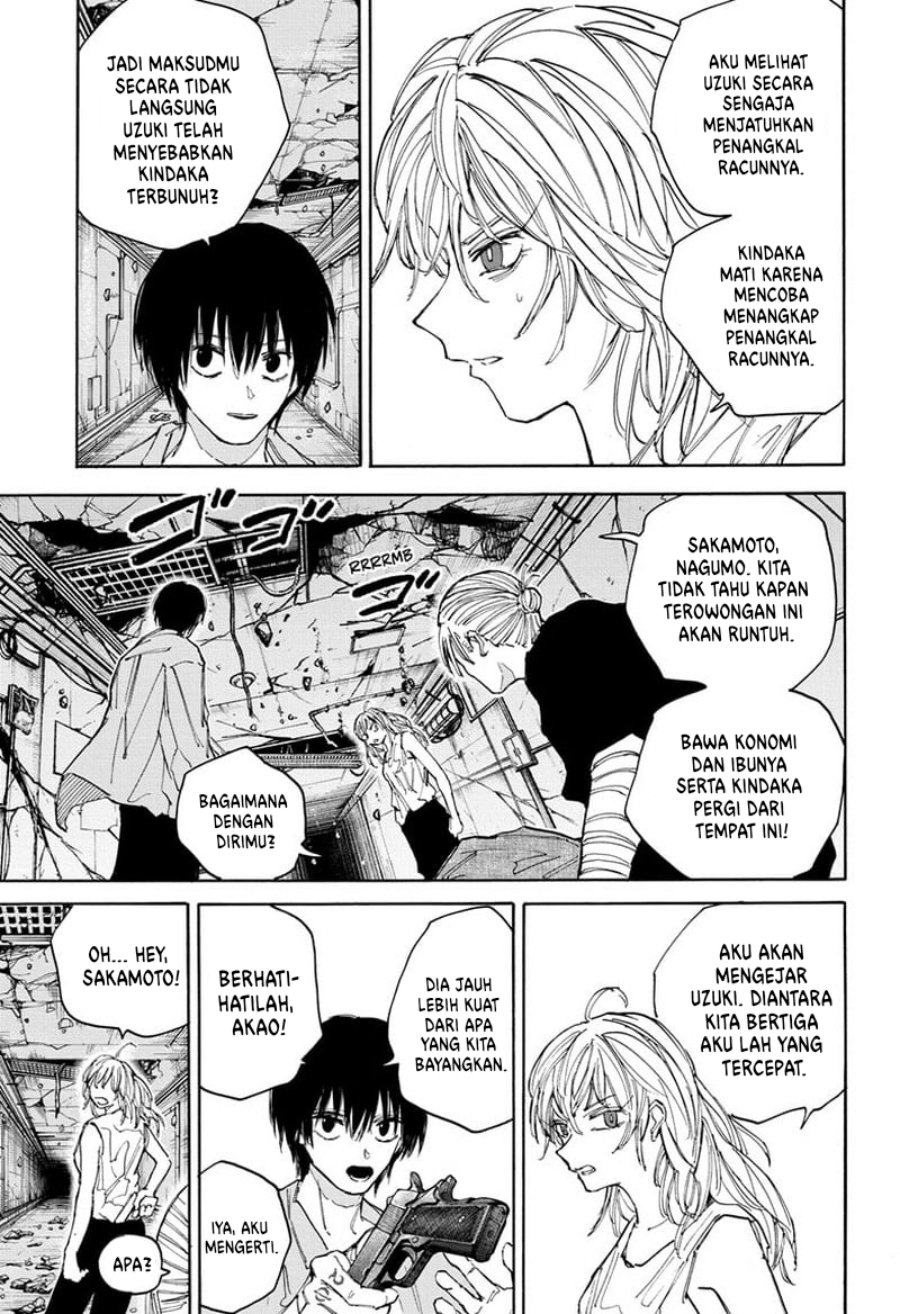 AKU MELIHAT
UZUKI SECARA
SENGAJA
MENJATUHKAN
PENANGKAL
RACUNNYA.
KINDAKA
MATI KARENA
MENCOBA
MENANGKAP
PENANGKAL
RACUNNYA.
JADI MAKSUDMU
SECARA TIDAK
LANGSUNG
UZUKI TELAH
MENYEBABKAN
KINDAKA
TERBUNUH?
SAKAMOTO,
NAGUMO. KITA
TIDAK TAHU KAPAN
TEROWONGAN INI
AKAN RUNTUH.
BAWA KONOMI
DAN IBUNYA
SERTA KINDAKA
PERGI DARI
TEMPAT INI!
ゴゴ
RRRRMB
ゴ
BAGAIMANA
DENGAN
DIRIMU?
AKU AKAN
MENGEJAR
UZUKI. DIANTARA
KITA BERTIGA
AKU LAH YANG
TERCEPAT.
DIA JAUH
LEBIH KUAT
DARI APA
YANG KITA
BAYANGKAN.
BERHATI-
HATILAH,
AKAO!
IYA, AKU
MENGERTI.
OH... HEY,
SAKAMOTO!
APA?